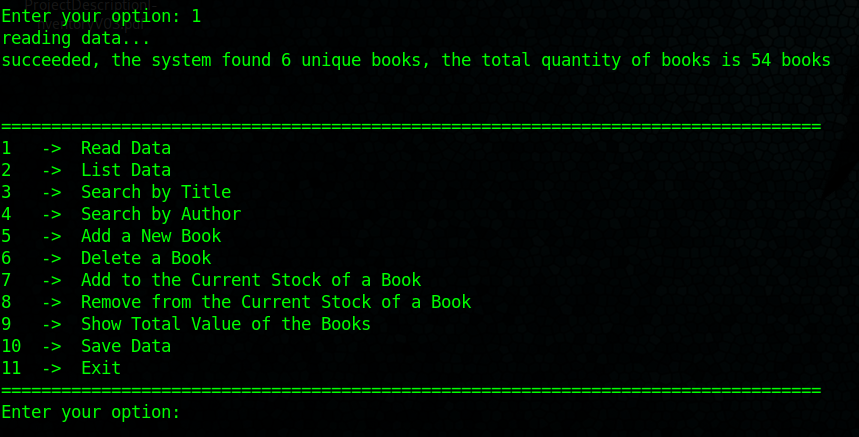 Enter your option: 1
reading data...
succeeded, the system found 6 unique books, the total quantity of books is 54 books
==================================================================================
1   ->  Read Data
2   ->  List Data
3   ->  Search by Title
4   ->  Search by Author
5   ->  Add a New Book
6   ->  Delete a Book
7   ->  Add to the Current Stock of a Book
8   ->  Remove from the Current Stock of a Book
9   ->  Show Total Value of the Books
10  ->  Save Data
11  ->  Exit
==================================================================================
Enter your option: